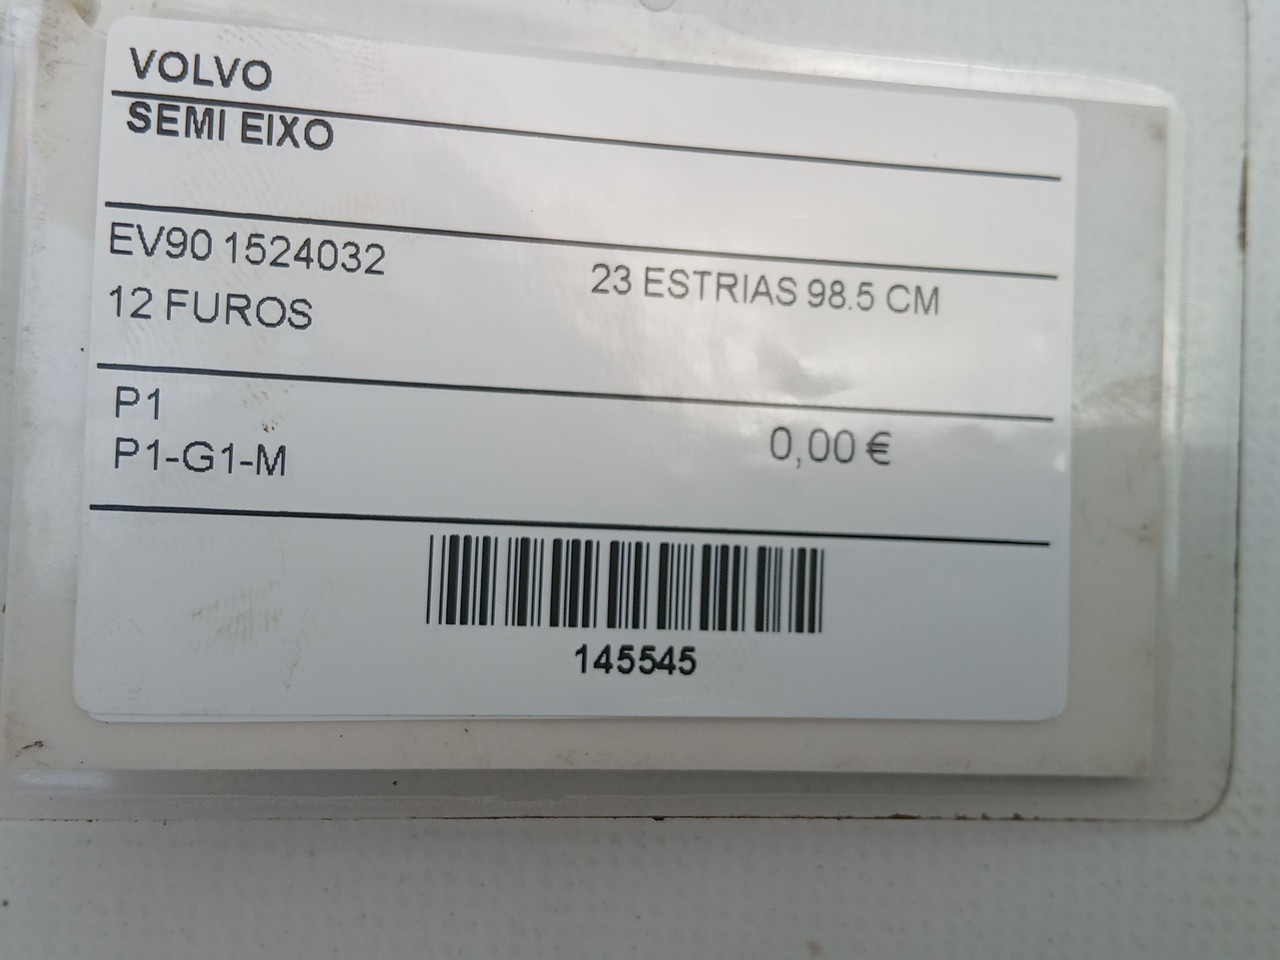 VOLVO
SEMI EIXO
EV90 1524032
23 ESTRIAS 98.5 CM
12 FUROS
P1
P1-G1-M
0,00 €
145545